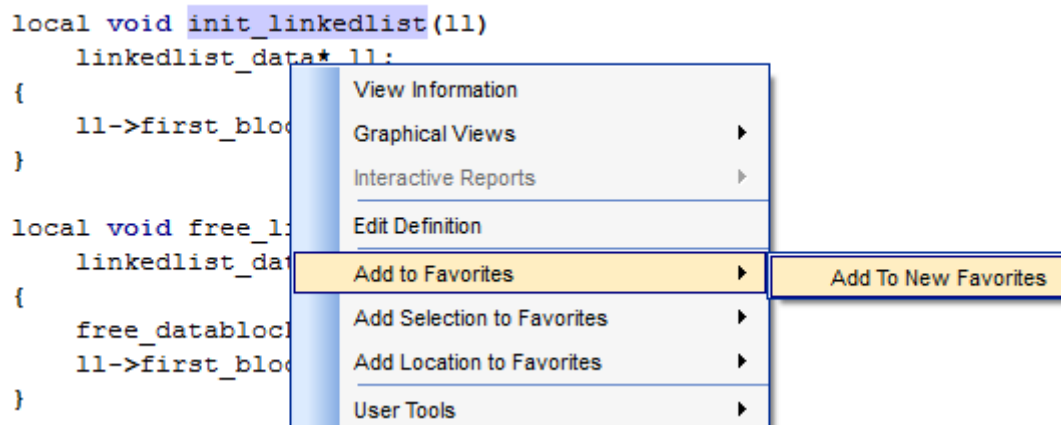 local void init_linkedlist(ll)
linkedlist_data* ll;
{
ll->first_bloc
}
local void free_li
linkedlist_dat
{
free_datablock
ll->first_bloc
}
View Information
Graphical Views
Interactive Reports
Edit Definition
Add to Favorites
Add To New Favorites
Add Selection to Favorites
Add Location to Favorites
User Tools